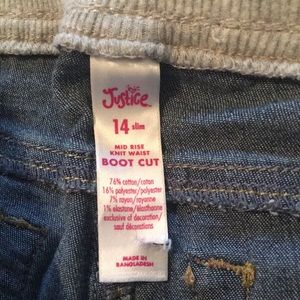 Justice
14 slim
MID RISE
KNIT WAIST
BOOT CUT
76% cotton/coton
16% polyester/polyester
7% rayon/rayonne
1% elastane/élasthanne
exclusive of decoration/
sauf décorations
MADE IN
BANGLADESH